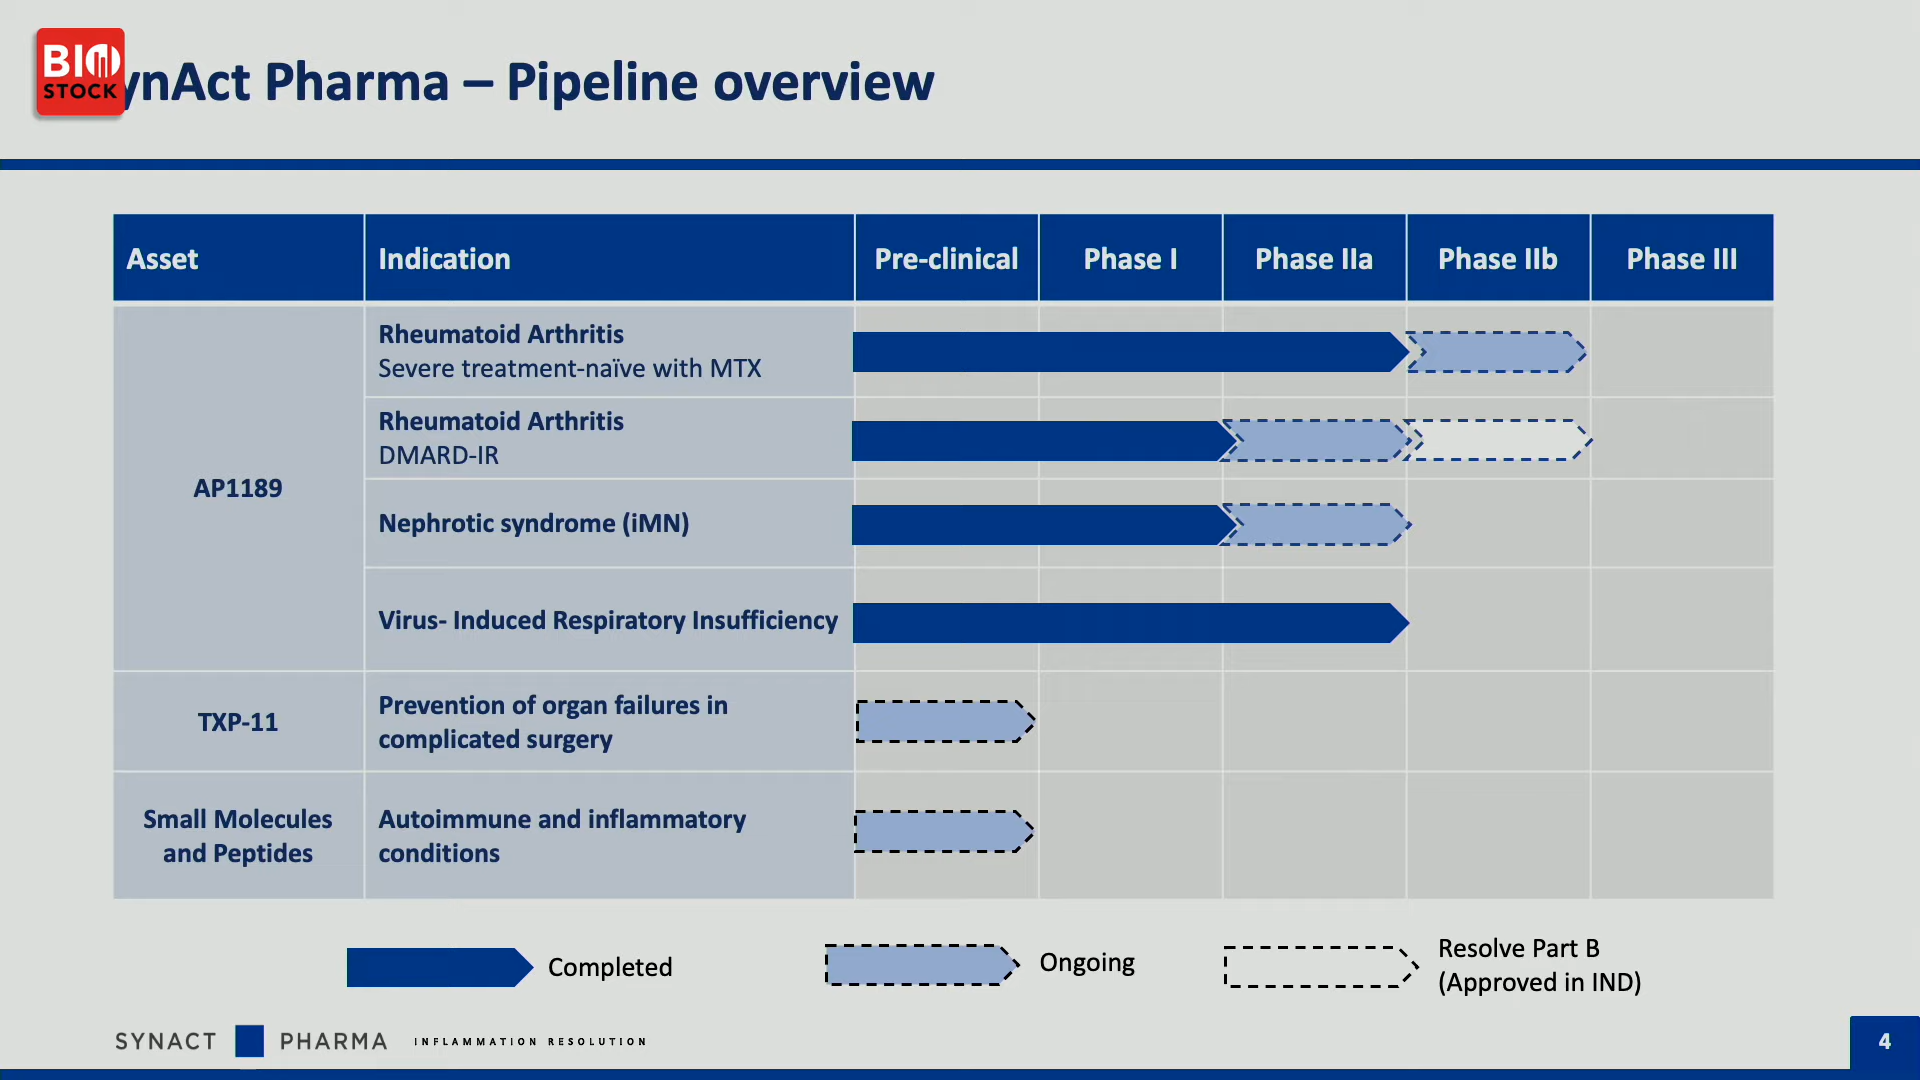 BIO
STOCK
ynAct Pharma – Pipeline overview
Asset
Indication
Pre-clinical
Phase I
Phase IIa
Phase IIb
Phase III
AP1189
Rheumatoid Arthritis
Severe treatment-naïve with MTX
Rheumatoid Arthritis
DMARD-IR
Nephrotic syndrome (iMN)
Virus- Induced Respiratory Insufficiency
TXP-11
Prevention of organ failures in
complicated surgery
Small Molecules
and Peptides
Autoimmune and inflammatory
conditions
Completed
Ongoing
Resolve Part B
(Approved in IND)
SYNACT PHARMA INFLAMMATION RESOLUTION
4